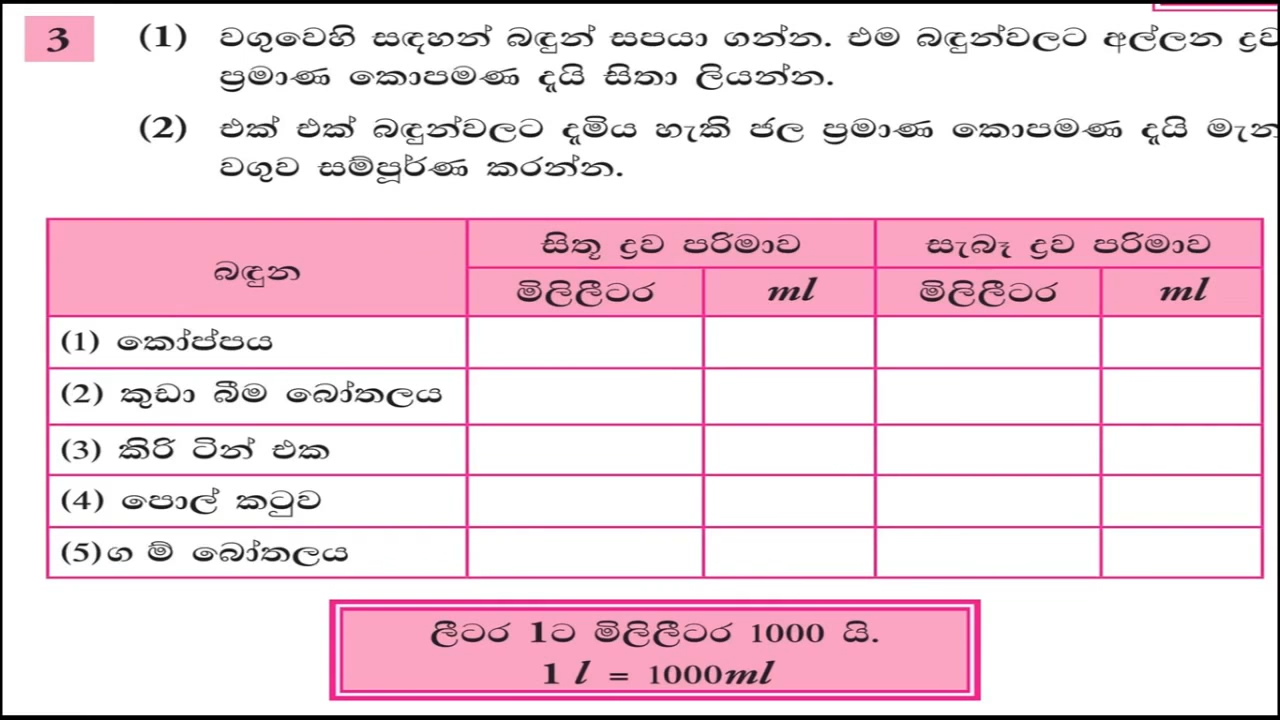 3 (1) වගුවෙහි සඳහන් බඳුන් සපයා ගන්න. එම බඳුන්වලට අල්ලන ද්‍රව
ප්‍රමාණ කොපමණ දැයි සිතා ලියන්න.
(2) එක් එක් බඳුන්වලට දැමිය හැකි ජල ප්‍රමාණ කොපමණ දැයි මැන
වගුව සම්පූර්ණ කරන්න.
බඳුන සිතූ ද්‍රව පරිමාව සැබෑ ද්‍රව පරිමාව
මිලිලීටර ml මිලිලීටර ml
(1) කෝප්පය
(2) කුඩා බීම බෝතලය
(3) කිරි ටින් එක
(4) පොල් කටුව
(5) ග ම් බෝතලය
ලීටර 1ට මිලිලීටර 1000 යි.
1 l = 1000ml